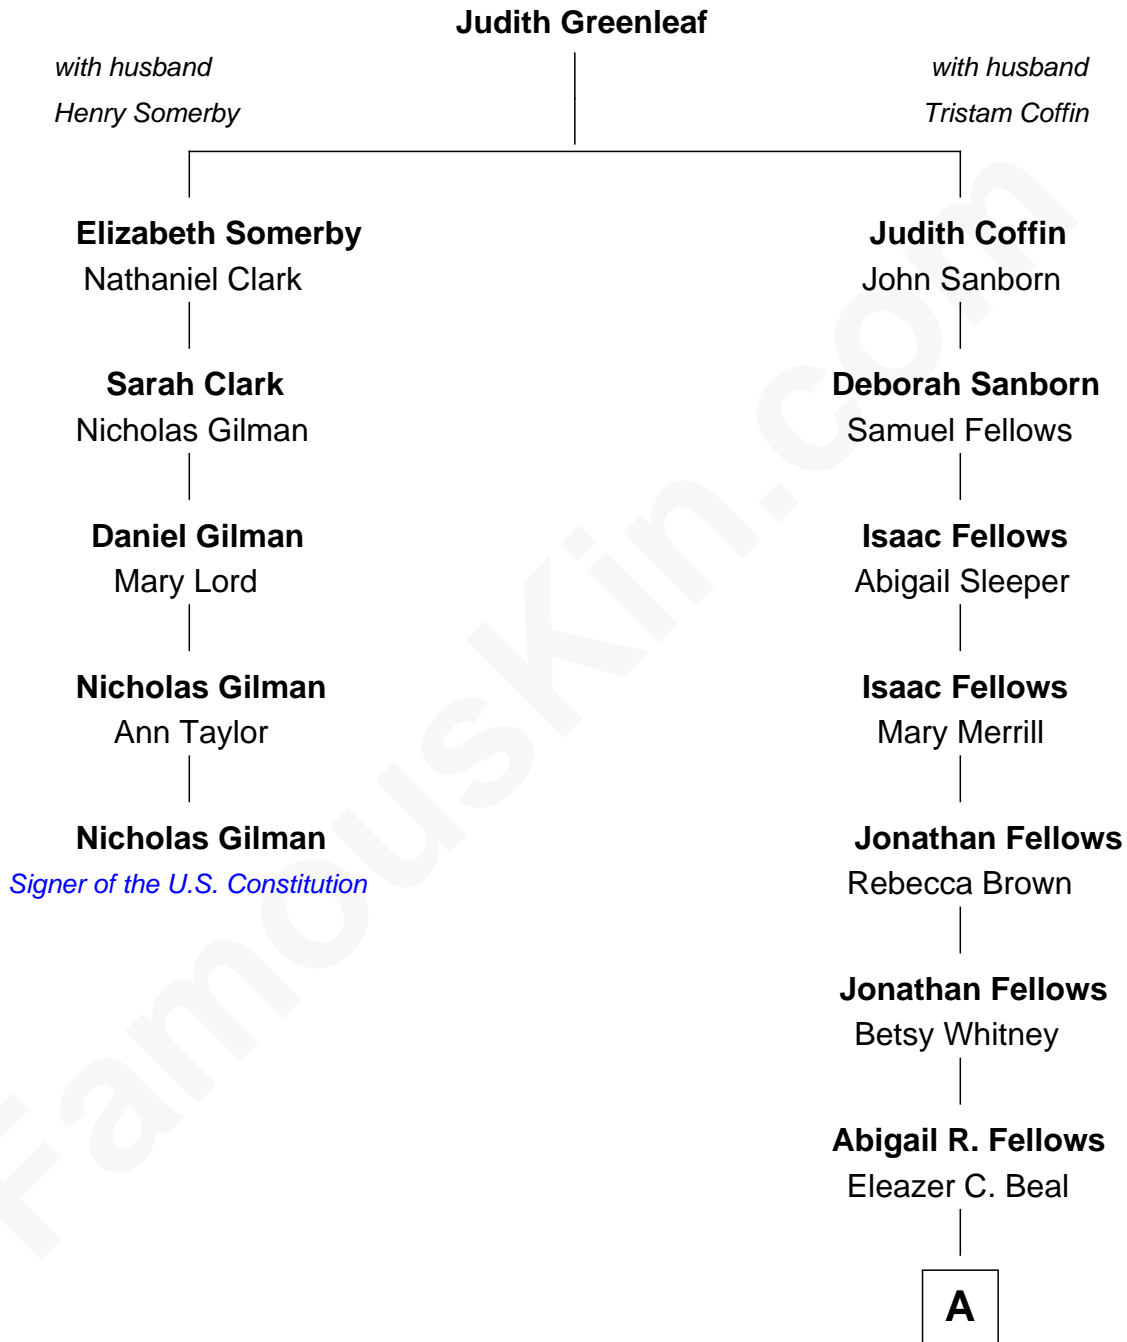 Judith Greenleaf
with husband
Henry Somerby
with husband
Tristam Coffin
Elizabeth Somerby
Nathaniel Clark
Judith Coffin
John Sanborn
Sarah Clark
Nicholas Gilman
Deborah Sanborn
Samuel Fellows
Daniel Gilman
Mary Lord
Isaac Fellows
Abigail Sleeper
Nicholas Gilman
Ann Taylor
Isaac Fellows
Mary Merrill
Nicholas Gilman
Signer of the U.S. Constitution
Jonathan Fellows
Rebecca Brown
Jonathan Fellows
Betsy Whitney
Abigail R. Fellows
Eleazer C. Beal
A
FamousKin.com